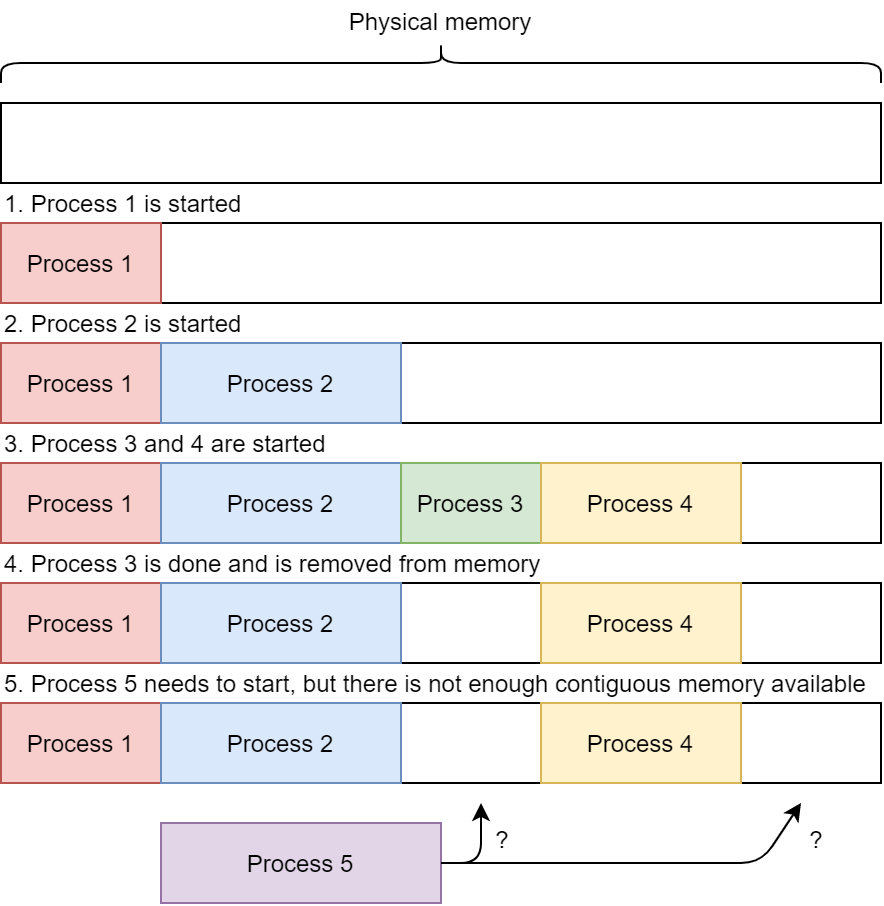 Physical memory
1. Process 1 is started
Process 1
2. Process 2 is started
Process 1 Process 2
3. Process 3 and 4 are started
Process 1 Process 2 Process 3 Process 4
4. Process 3 is done and is removed from memory
Process 1 Process 2 Process 4
5. Process 5 needs to start, but there is not enough contiguous memory available
Process 1 Process 2 Process 4
? ?
Process 5